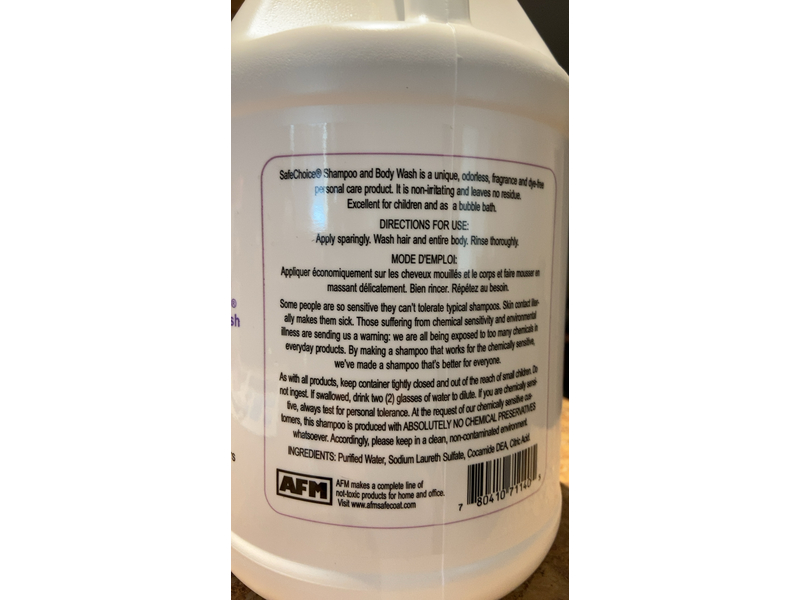 SafeChoice® Shampoo and Body Wash is a unique, odorless, fragrance and dye-free
personal care product. It is non-irritating and leaves no residue.
Excellent for children and as a bubble bath.
DIRECTIONS FOR USE:
Apply sparingly. Wash hair and entire body. Rinse thoroughly.
MODE D'EMPLOI:
Appliquer économiquement sur les cheveux mouillés et le corps et faire mousser en
massant délicatement. Bien rincer. Répétez au besoin.
Some people are so sensitive they can't tolerate typical shampoos. Skin contact liter-
ally makes them sick. Those suffering from chemical sensitivity and environmental
illness are sending us a warning: we are all being exposed to too many chemicals in
everyday products. By making a shampoo that works for the chemically sensitive,
we've made a shampoo that's better for everyone.
As with all products, keep container tightly closed and out of the reach of small children. Do
not ingest. If swallowed, drink two (2) glasses of water to dilute. If you are chemically sensi-
tive, always test for personal tolerance. At the request of our chemically sensitive cus-
tomers, this shampoo is produced with ABSOLUTELY NO CHEMICAL PRESERVATIVES
whatsoever. Accordingly, please keep in a clean, non-contaminated environment.
INGREDIENTS: Purified Water, Sodium Laureth Sulfate, Cocamide DEA, Citric Acid.
AFM
AFM makes a complete line of
not-toxic products for home and office.
Visit www.afmsafecoat.com
7 80410 71140
®
sh
rs